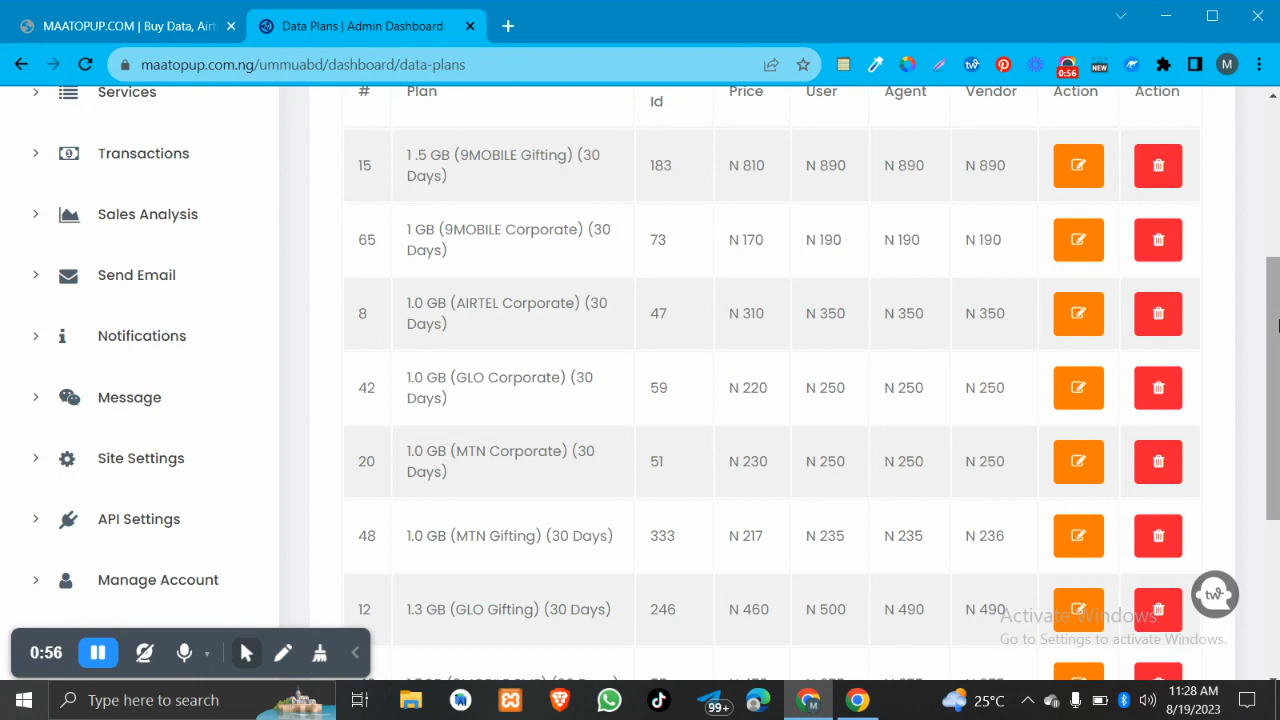 MAATOPUP.COM | Buy Data, Airt
Data Plans | Admin Dashboard
maatopup.com.ng/ummuabd/dashboard/data-plans
0:56
NEW
M
Services
Transactions
Sales Analysis
Send Email
Notifications
Message
Site Settings
API Settings
Manage Account
# Plan Id Price User Agent Vendor Action Action
15 1 .5 GB (9MOBILE Gifting) (30 Days) 183 N 810 N 890 N 890 N 890
65 1 GB (9MOBILE Corporate) (30 Days) 73 N 170 N 190 N 190 N 190
8 1.0 GB (AIRTEL Corporate) (30 Days) 47 N 310 N 350 N 350 N 350
42 1.0 GB (GLO Corporate) (30 Days) 59 N 220 N 250 N 250 N 250
20 1.0 GB (MTN Corporate) (30 Days) 51 N 230 N 250 N 250 N 250
48 1.0 GB (MTN Gifting) (30 Days) 333 N 217 N 235 N 235 N 236
12 1.3 GB (GLO Gifting) (30 Days) 246 N 460 N 500 N 490 N 490
Activate Windows
Go to Settings to activate Windows.
0:56
Type here to search
99+
25°C
11:28 AM
8/19/2023